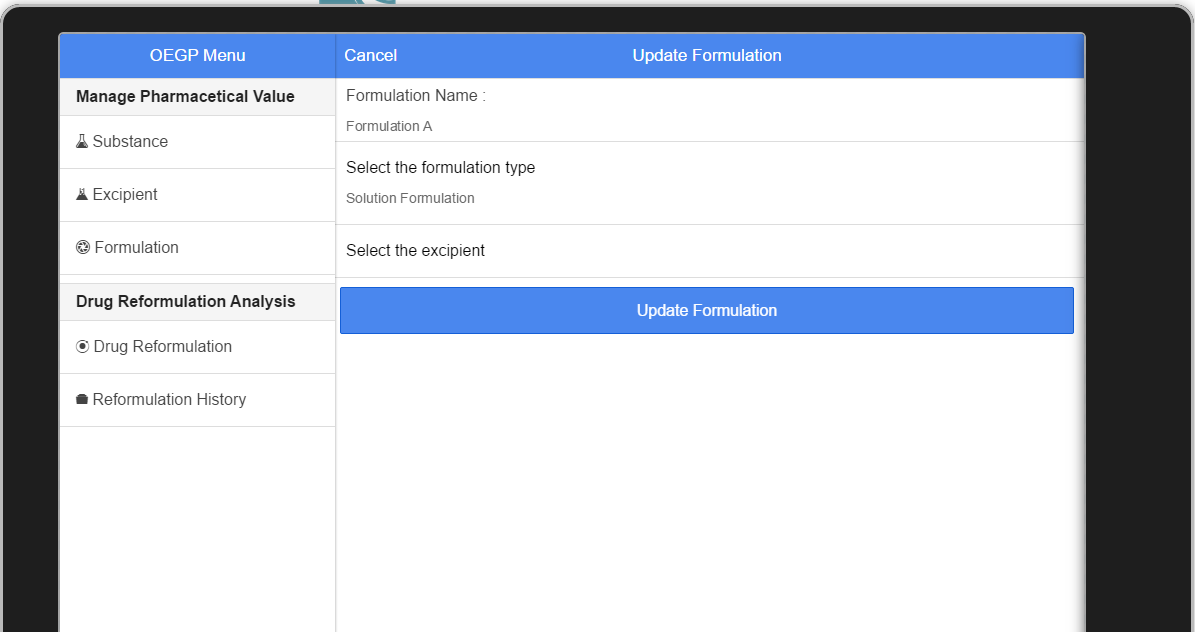 OEGP Menu
Cancel
Update Formulation
Manage Pharmacetical Value
Substance
Excipient
Formulation
Drug Reformulation Analysis
Drug Reformulation
Reformulation History
Formulation Name :
Formulation A
Select the formulation type
Solution Formulation
Select the excipient
Update Formulation